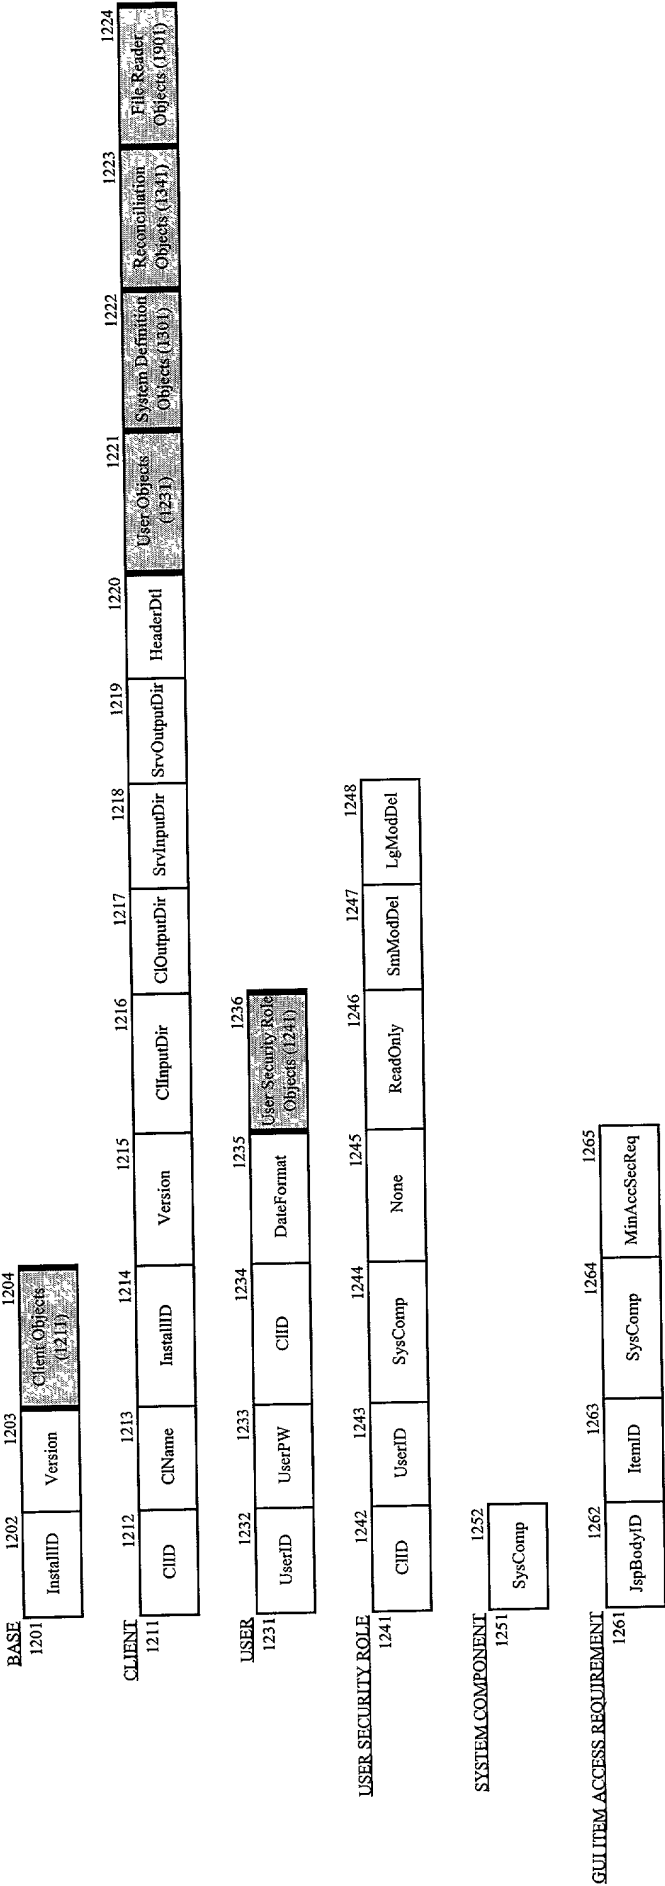 BASE
1201
1202
1203
1204
InstallID
Version
Client Objects
(1211)
CLIENT
1211
1212
1213
1214
1215
1216
1217
1218
1219
1220
1221
1222
1223
1224
ClID
ClName
InstallID
Version
ClInputDir
ClOutputDir
SrvInputDir
SrvOutputDir
HeaderDtl
User Objects
(1231)
System Definition
Objects (1301)
Reconciliation
Objects (1341)
File Reader
Objects (1901)
USER
1231
1232
1233
1234
1235
1236
UserID
UserPW
ClID
DateFormat
User Security Role
Objects (1241)
USER SECURITY ROLE
1241
1242
1243
1244
1245
1246
1247
1248
ClID
UserID
SysComp
None
ReadOnly
SmModDel
LgModDel
SYSTEM COMPONENT
1251
1252
SysComp
GUI ITEM ACCESS REQUIREMENT
1261
1262
1263
1264
1265
JspBodyID
ItemID
SysComp
MinAccSecReq